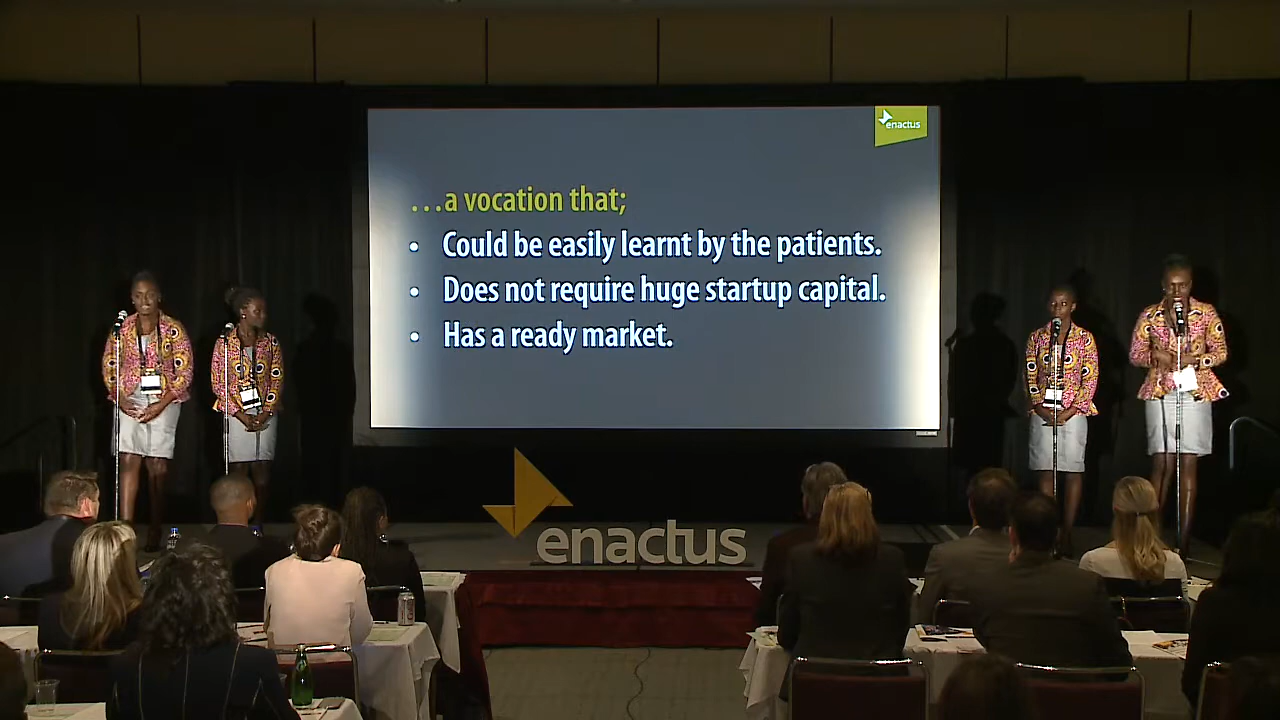 enactus
...a vocation that;
• Could be easily learnt by the patients.
• Does not require huge startup capital.
• Has a ready market.
enactus